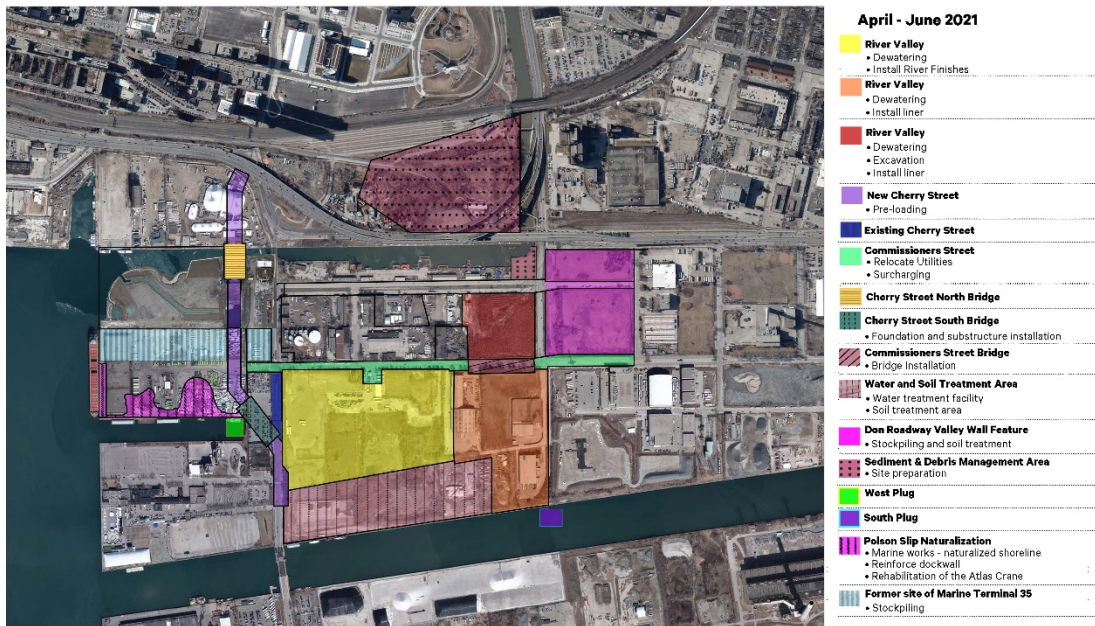 April - June 2021
River Valley
• Dewatering
• Install River Finishes
River Valley
• Dewatering
• Install liner
River Valley
• Dewatering
• Excavation
• Install liner
New Cherry Street
• Pre-loading
Existing Cherry Street
Commissioners Street
• Relocate Utilities
• Surcharging
Cherry Street North Bridge
Cherry Street South Bridge
• Foundation and substructure installation
Commissioners Street Bridge
• Bridge Installation
Water and Soil Treatment Area
• Water treatment facility
• Soil treatment area
Don Roadway Valley Wall Feature
• Stockpiling and soil treatment
Sediment & Debris Management Area
• Site preparation
West Plug
South Plug
Polson Slip Naturalization
• Marine works - naturalized shoreline
• Reinforce dockwall
• Rehabilitation of the Atlas Crane
Former site of Marine Terminal 35
• Stockpiling